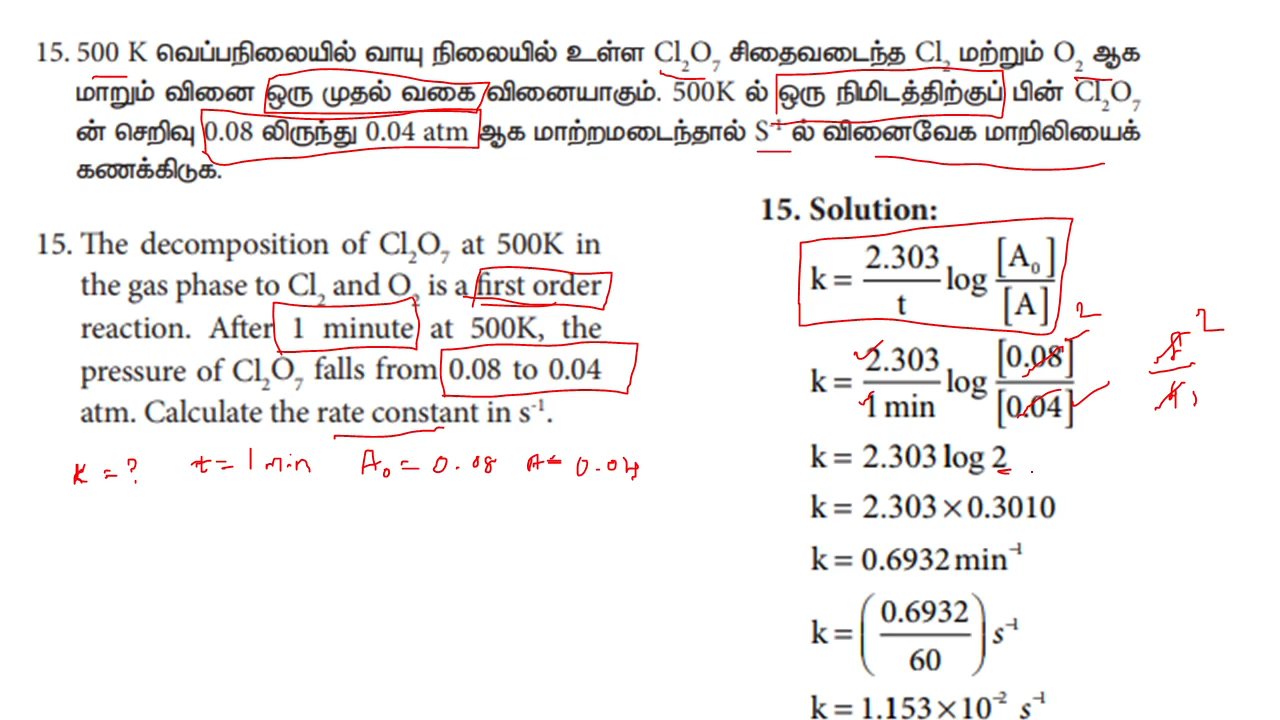 15. 500 K வெப்பநிலையில் வாயு நிலையில் உள்ள Cl₂O₇ சிதைவடைந்த Cl₂ மற்றும் O₂ ஆக
மாறும் வினை ஒரு முதல் வகை வினையாகும். 500K ல் ஒரு நிமிடத்திற்குப் பின் Cl₂O₇
ன் செறிவு 0.08 லிருந்து 0.04 atm ஆக மாற்றமடைந்தால் S⁻¹ ல் வினைவேக மாறிலியைக்
கணக்கிடுக.
15. The decomposition of Cl₂O₇ at 500K in
the gas phase to Cl₂ and O₂ is a first order
reaction. After 1 minute at 500K, the
pressure of Cl₂O₇ falls from 0.08 to 0.04
atm. Calculate the rate constant in s⁻¹.
K = ? t = 1 min A₀ = 0.08 A = 0.04
15. Solution:
k = 2.303/t log [A₀]/[A]
k = 2.303/1 min log [0.08]/[0.04] 2
8/4 2 1
k = 2.303 log 2
k = 2.303 × 0.3010
k = 0.6932 min⁻¹
k = (0.6932/60) s⁻¹
k = 1.153 × 10⁻² s⁻¹